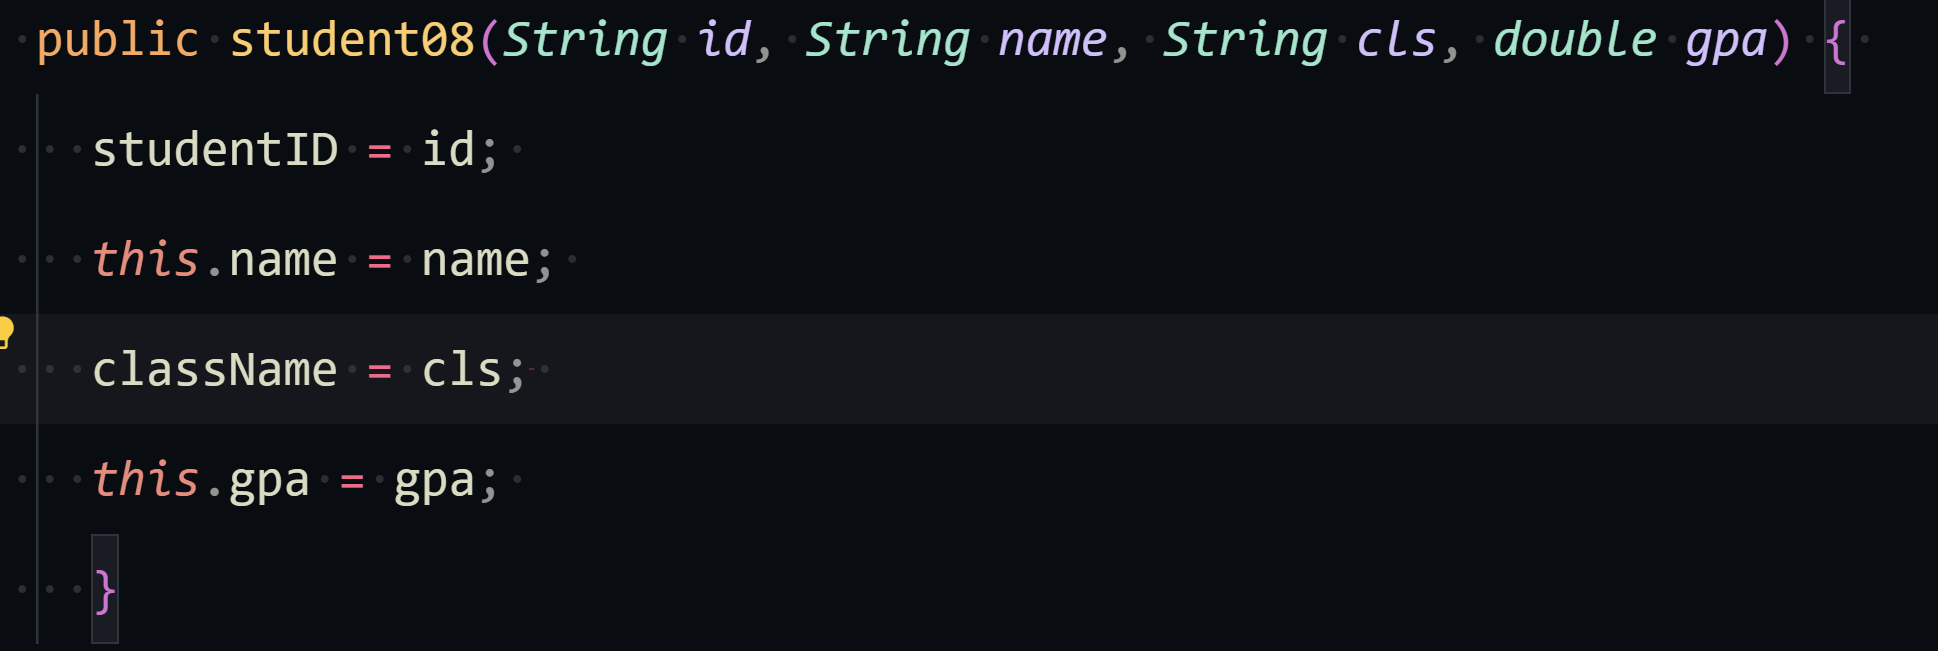 public student08(String id, String name, String cls, double gpa) {
studentID = id;
this.name = name;
className = cls;
this.gpa = gpa;
}